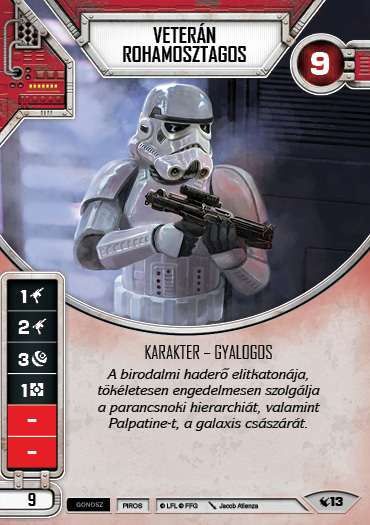 VETERÁN
ROHAMOSZTAGOS
9
1
2
3
1
–
–
9
KARAKTER – GYALOGOS
A birodalmi haderő elitkatonája,
tökéletesen engedelmesen szolgálja
a parancsnoki hierarchiát, valamint
Palpatine-t, a galaxis császárát.
GONOSZ
PIROS
© LFL © FFG
Jacob Atienza
13